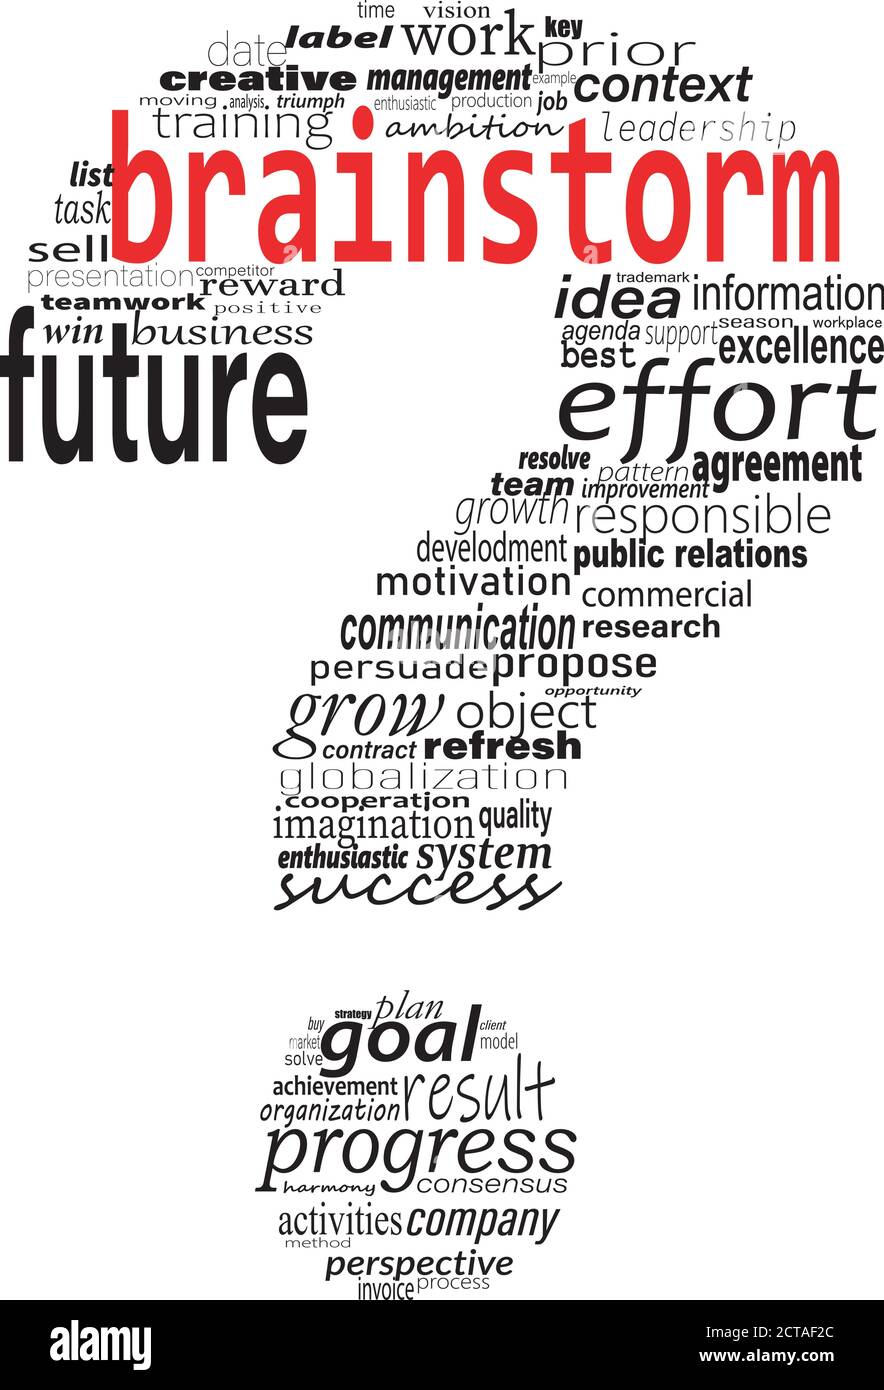 time vision
date label work key prior
creative management example context
moving analysis triumph enthusiastic production job
training ambition leadership
brainstorm
list
task
sell
presentation competitor reward
teamwork positive
win business
future
idea trademark information
agenda support season workplace
best excellence
effort
resolve pattern agreement
team improvement
growth responsible
develodment public relations
motivation commercial
communication research
persuade propose
opportunity
grow object
contract refresh
globalization
cooperation
imagination quality
enthusiastic system
success
plan
strategy
buy goal client
market model
solve
achievement result
organization
progress
harmony consensus
activities company
method
perspective
invoice process
alamy
alamy
Image ID: 2CTAF2C
www.alamy.com